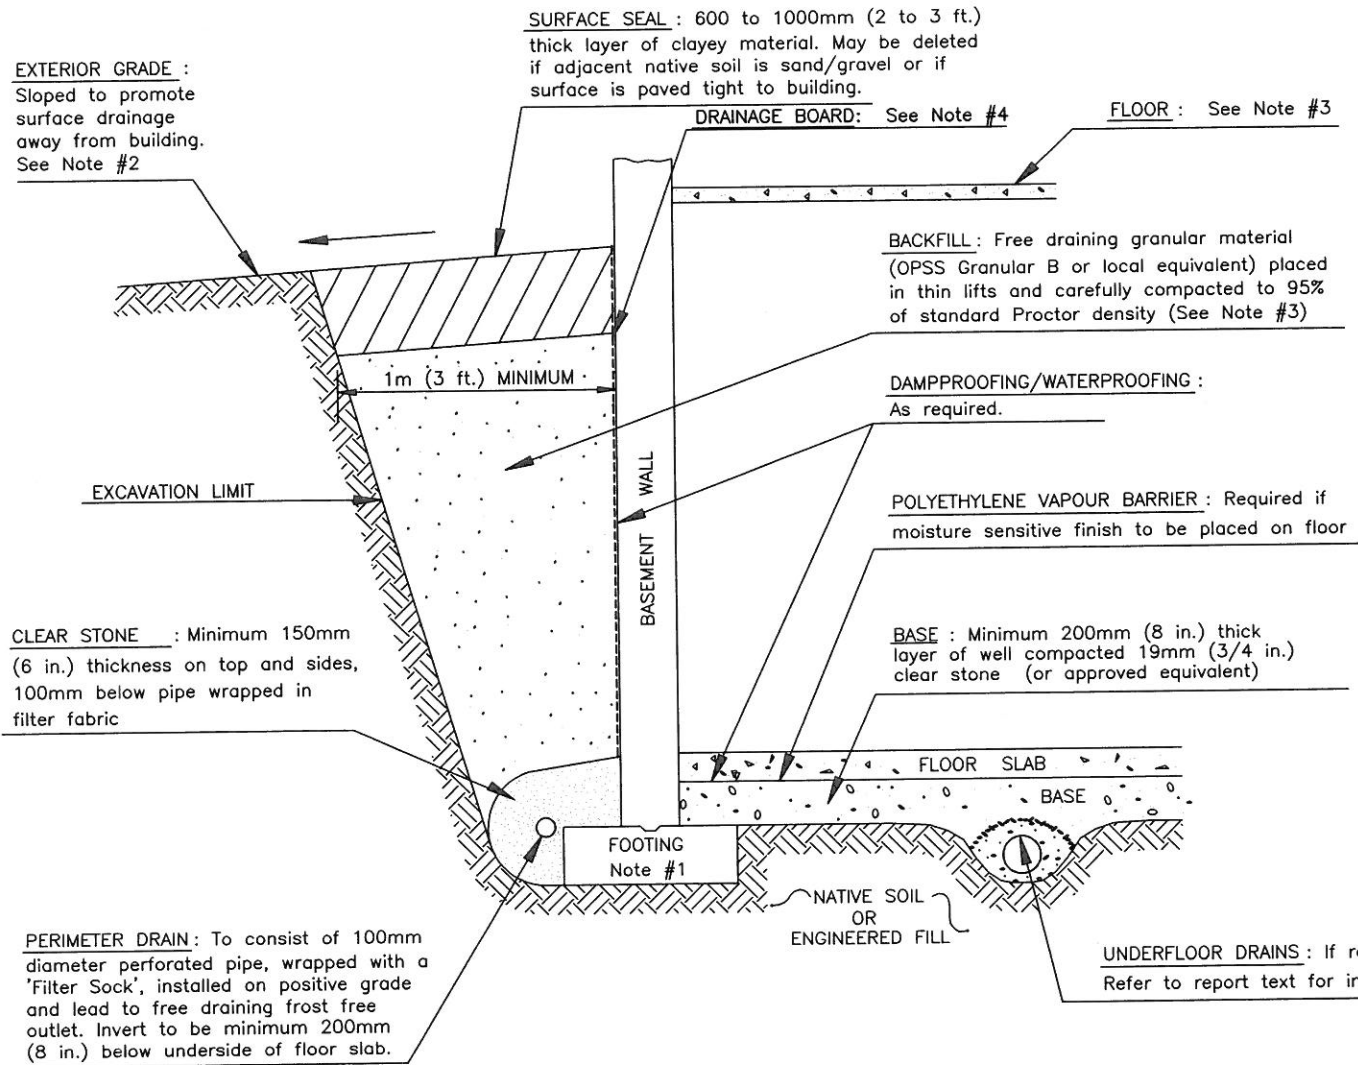 SURFACE SEAL : 600 to 1000mm (2 to 3 ft.)
thick layer of clayey material. May be deleted
if adjacent native soil is sand/gravel or if
surface is paved tight to building.
EXTERIOR GRADE :
Sloped to promote
surface drainage
away from building.
See Note #2
DRAINAGE BOARD: See Note #4
FLOOR : See Note #3
BACKFILL : Free draining granular material
(OPSS Granular B or local equivalent) placed
in thin lifts and carefully compacted to 95%
of standard Proctor density (See Note #3)
1m (3 ft.) MINIMUM
DAMPPROOFING/WATERPROOFING :
As required.
EXCAVATION LIMIT
BASEMENT WALL
POLYETHYLENE VAPOUR BARRIER : Required if
moisture sensitive finish to be placed on floor
CLEAR STONE : Minimum 150mm
(6 in.) thickness on top and sides,
100mm below pipe wrapped in
filter fabric
BASE : Minimum 200mm (8 in.) thick
layer of well compacted 19mm (3/4 in.)
clear stone (or approved equivalent)
FLOOR SLAB
BASE
FOOTING
Note #1
NATIVE SOIL
OR
ENGINEERED FILL
PERIMETER DRAIN : To consist of 100mm
diameter perforated pipe, wrapped with a
'Filter Sock', installed on positive grade
and lead to free draining frost free
outlet. Invert to be minimum 200mm
(8 in.) below underside of floor slab.
UNDERFLOOR DRAINS : If
Refer to report text for